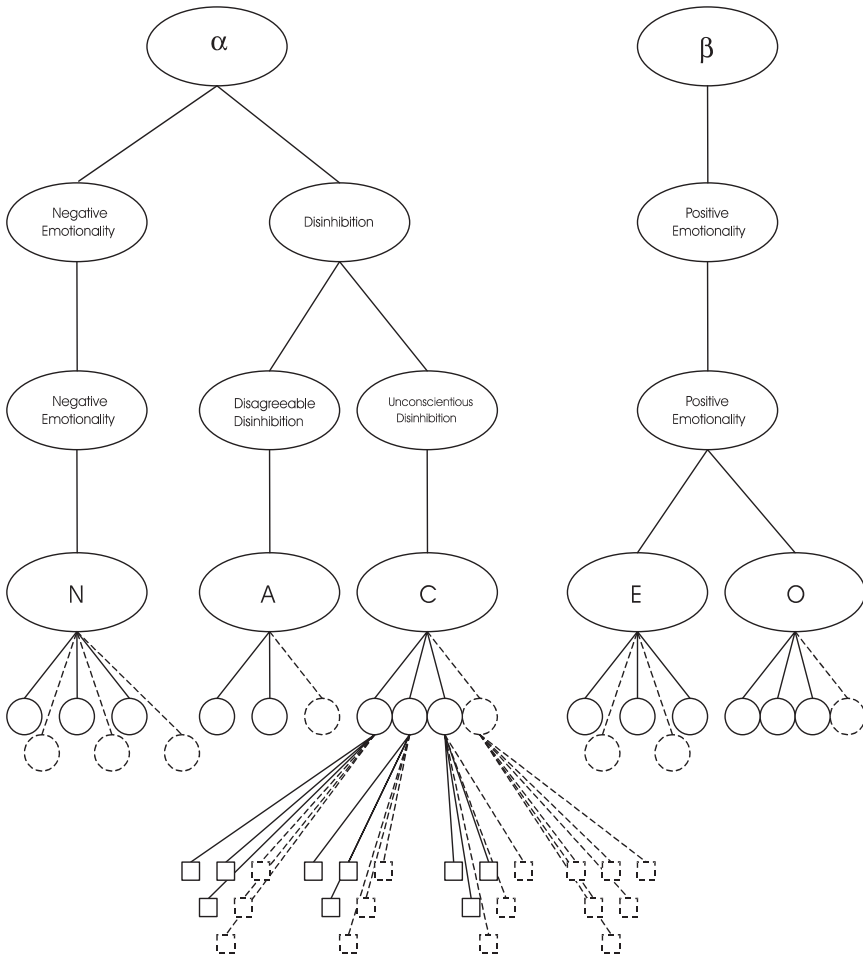 α
β
Negative
Emotionality
Disinhibition
Positive
Emotionality
Negative
Emotionality
Disagreeable
Disinhibition
Unconscientious
Disinhibition
Positive
Emotionality
N
A
C
E
O